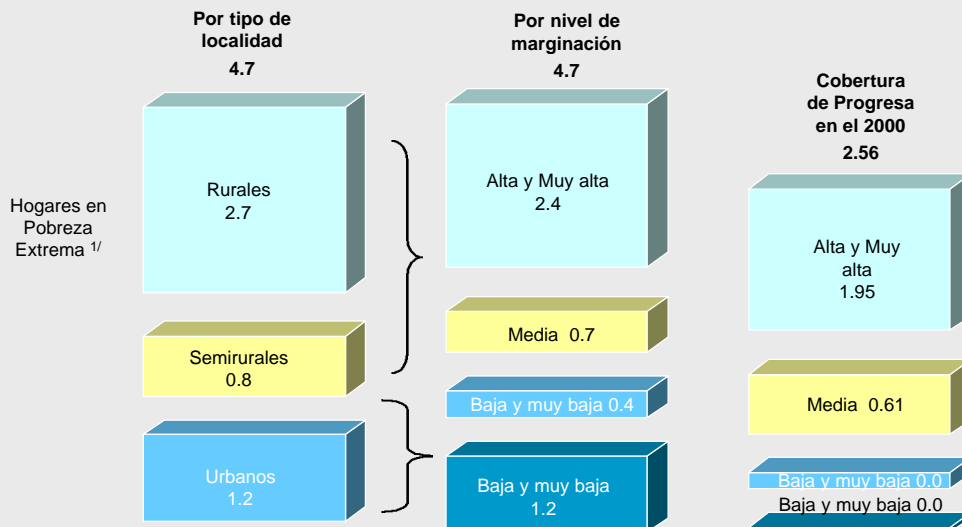 Por tipo de
localidad
4.7
Por nivel de
marginación
4.7
Cobertura
de Progresa
en el 2000
2.56
Hogares en
Pobreza
Extrema 1/
Rurales
2.7
Semirurales
0.8
Urbanos
1.2
Alta y Muy alta
2.4
Media 0.7
Baja y muy baja 0.4
Baja y muy baja
1.2
Alta y Muy
alta
1.95
Media 0.61
Baja y muy baja 0.0
Baja y muy baja 0.0